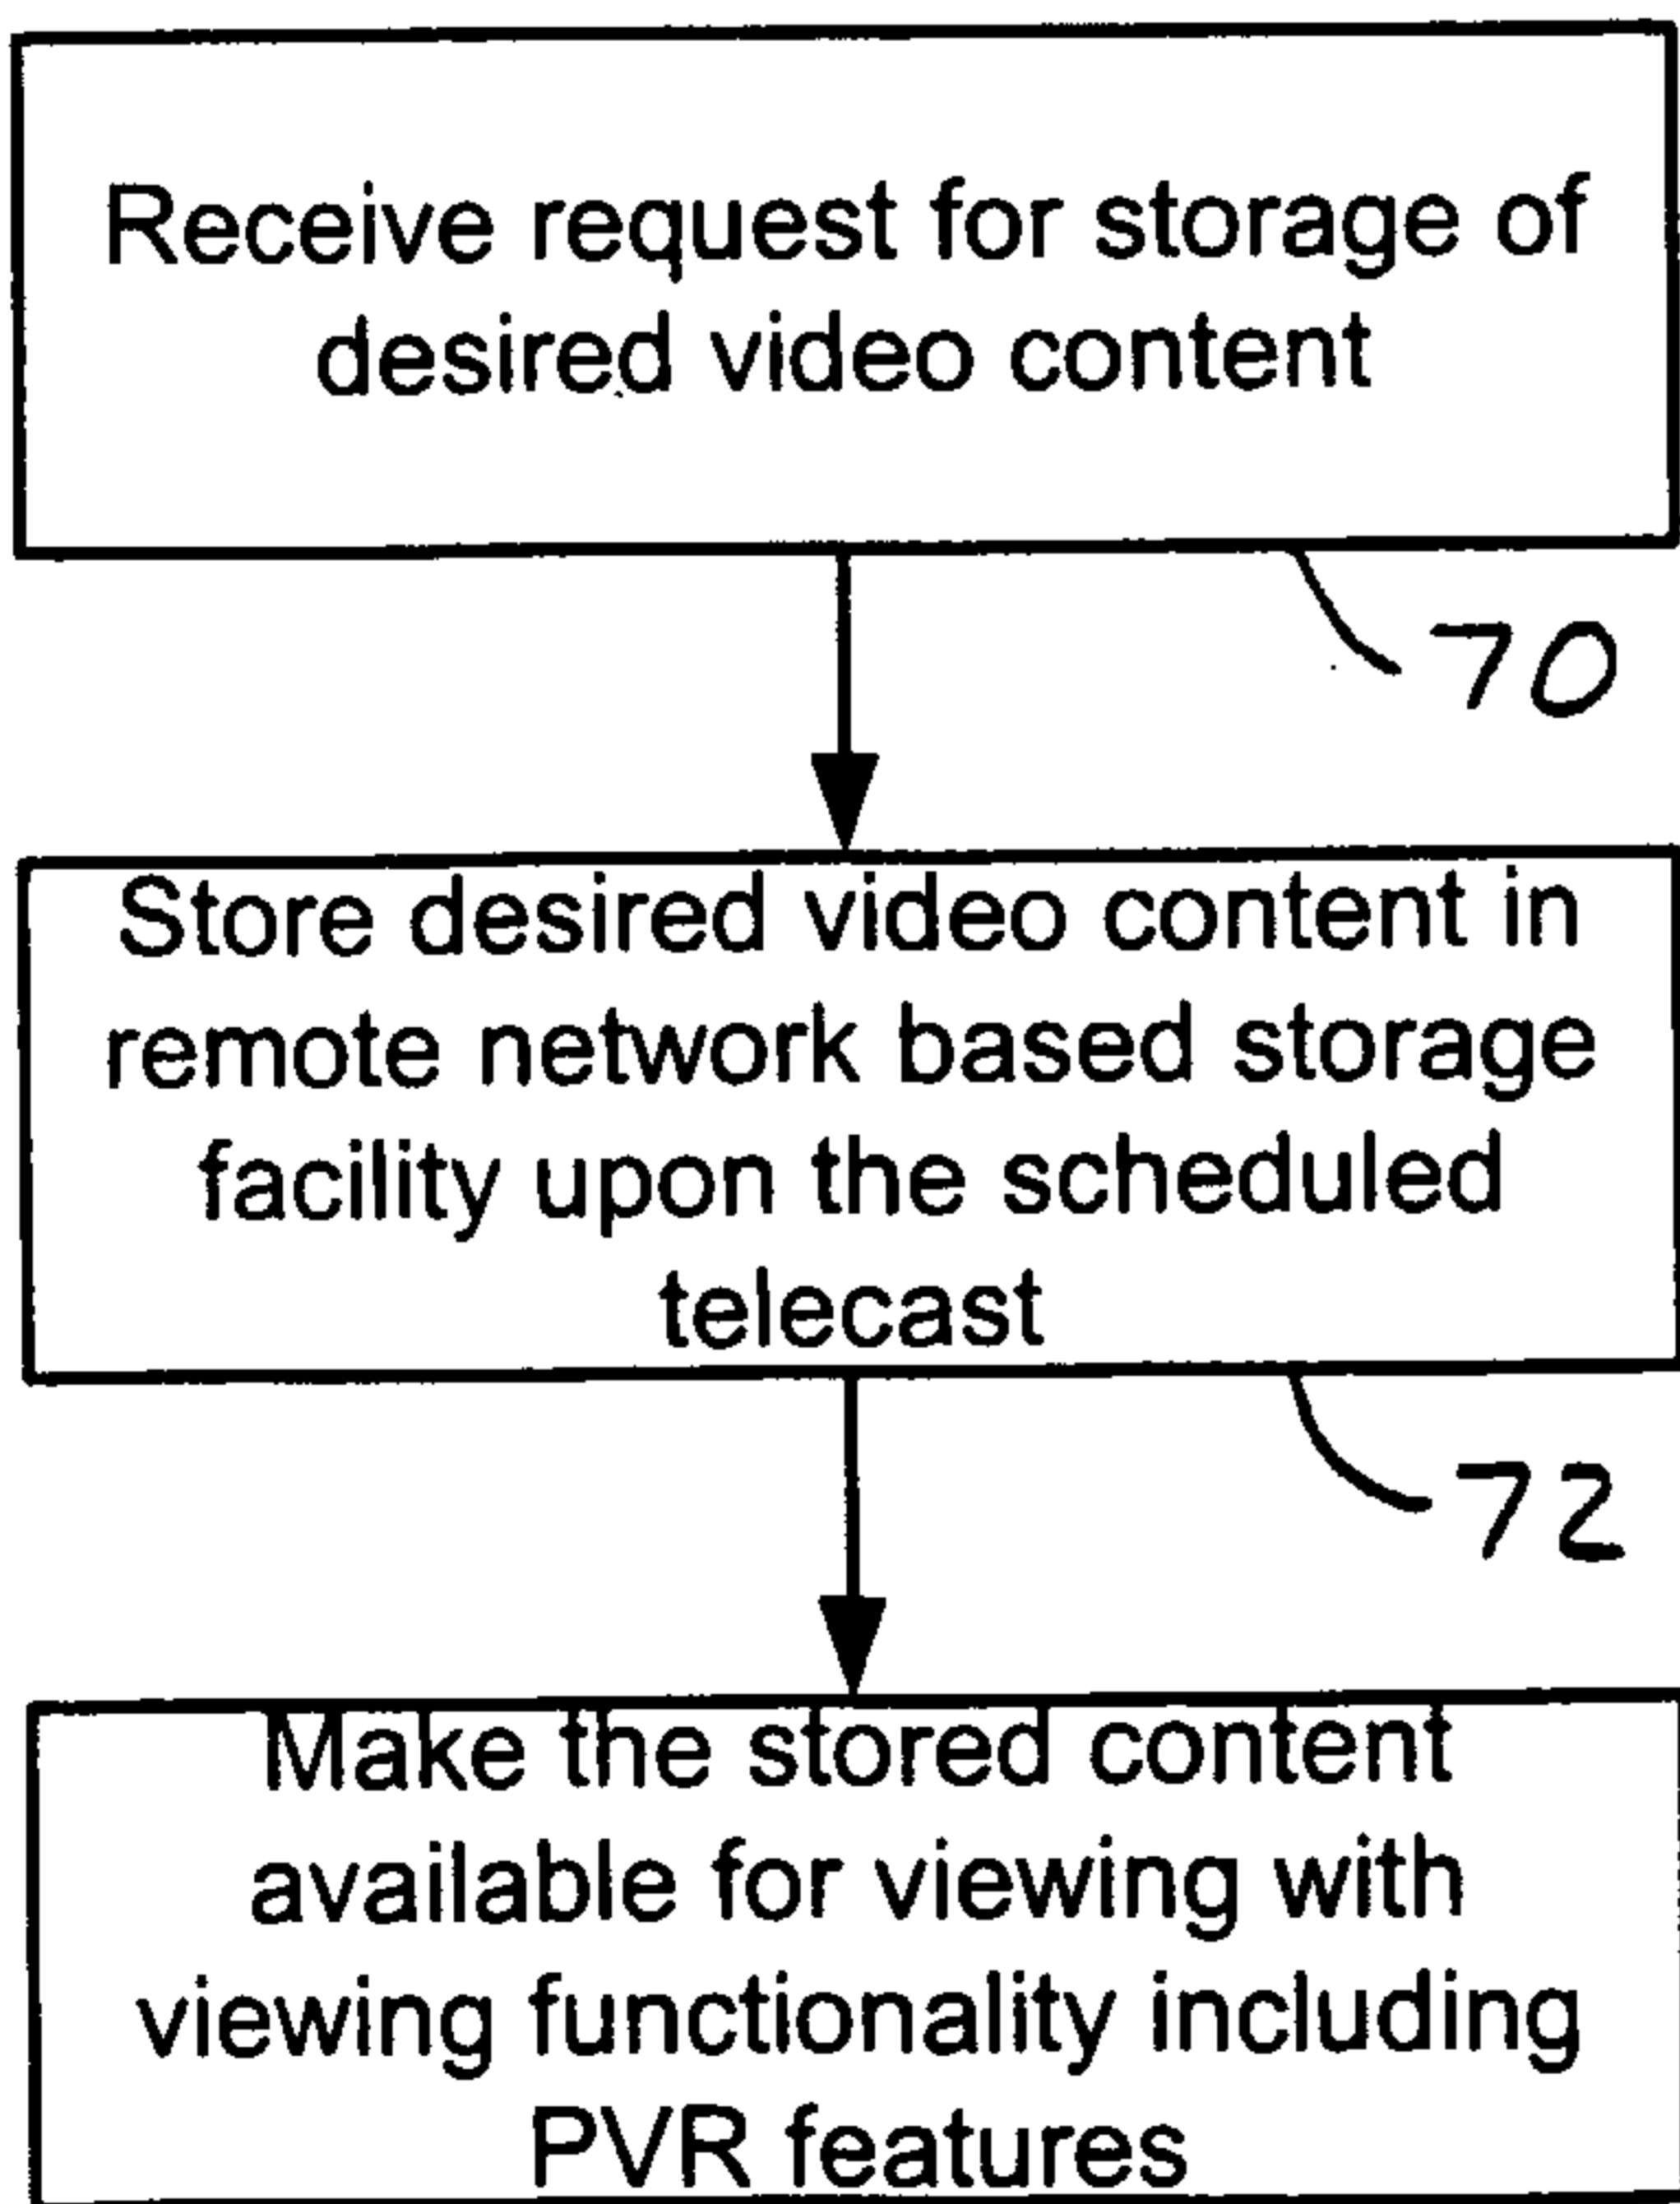 Receive request for storage of
desired video content
70
Store desired video content in
remote network based storage
facility upon the scheduled
telecast
72
Make the stored content
available for viewing with
viewing functionality including
PVR features